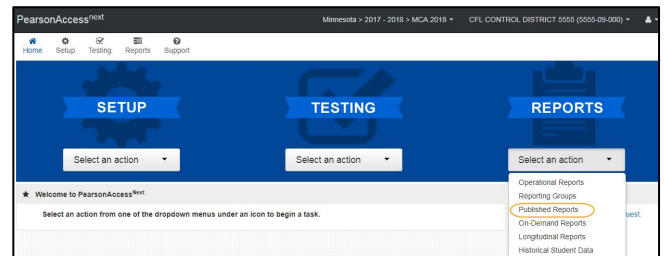 PearsonAccessnext
Minnesota > 2017 - 2018 > MCA 2018
CFL CONTROL DISTRICT 5555 (5555-09-000)
Home Setup Testing Reports Support
SETUP TESTING REPORTS
Select an action Select an action Select an action
Operational Reports
Reporting Groups
Welcome to PearsonAccessNext
Published Reports
Select an action from one of the dropdown menus under an icon to begin a task.
uest.
On-Demand Reports
Longitudinal Reports
Historical Student Data